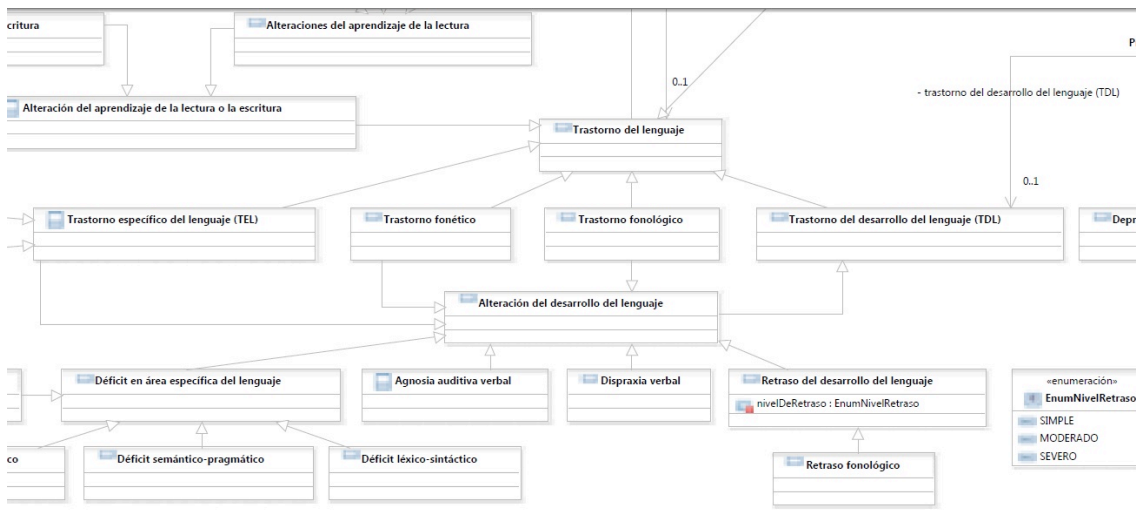 critura
Alteraciones del aprendizaje de la lectura
P
- trastorno del desarrollo del lenguaje (TDL)
0..1
Alteración del aprendizaje de la lectura o la escritura
Trastorno del lenguaje
0..1
Trastorno específico del lenguaje (TEL)
Trastorno fonético
Trastorno fonológico
Trastorno del desarrollo del lenguaje (TDL)
Depr
Alteración del desarrollo del lenguaje
Déficit en área específica del lenguaje
Agnosia auditiva verbal
Dispraxia verbal
Retraso del desarrollo del lenguaje
nivelDeRetraso : EnumNivelRetraso
«enumeración»
EnumNivelRetraso
SIMPLE
MODERADO
SEVERO
ico
Déficit semántico-pragmático
Déficit léxico-sintáctico
Retraso fonológico